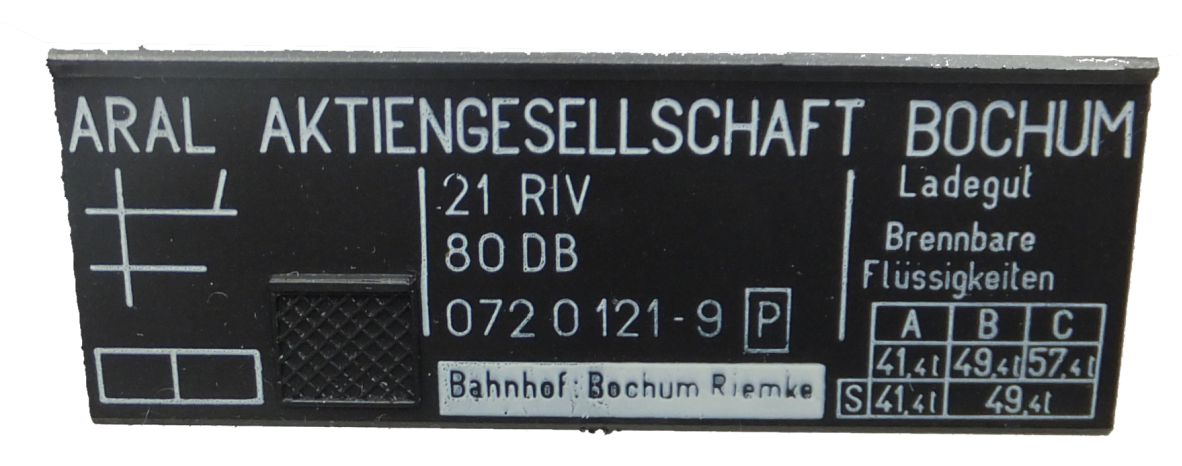 ARAL AKTIENGESELLSCHAFT BOCHUM
21 RIV
80 DB
072 0 121-9 P
Bahnhof: Bochum Riemke
Ladegut
Brennbare
Flüssigkeiten
A B C
41,4t 49,4t 57,4t
S 41,4t 49,4t